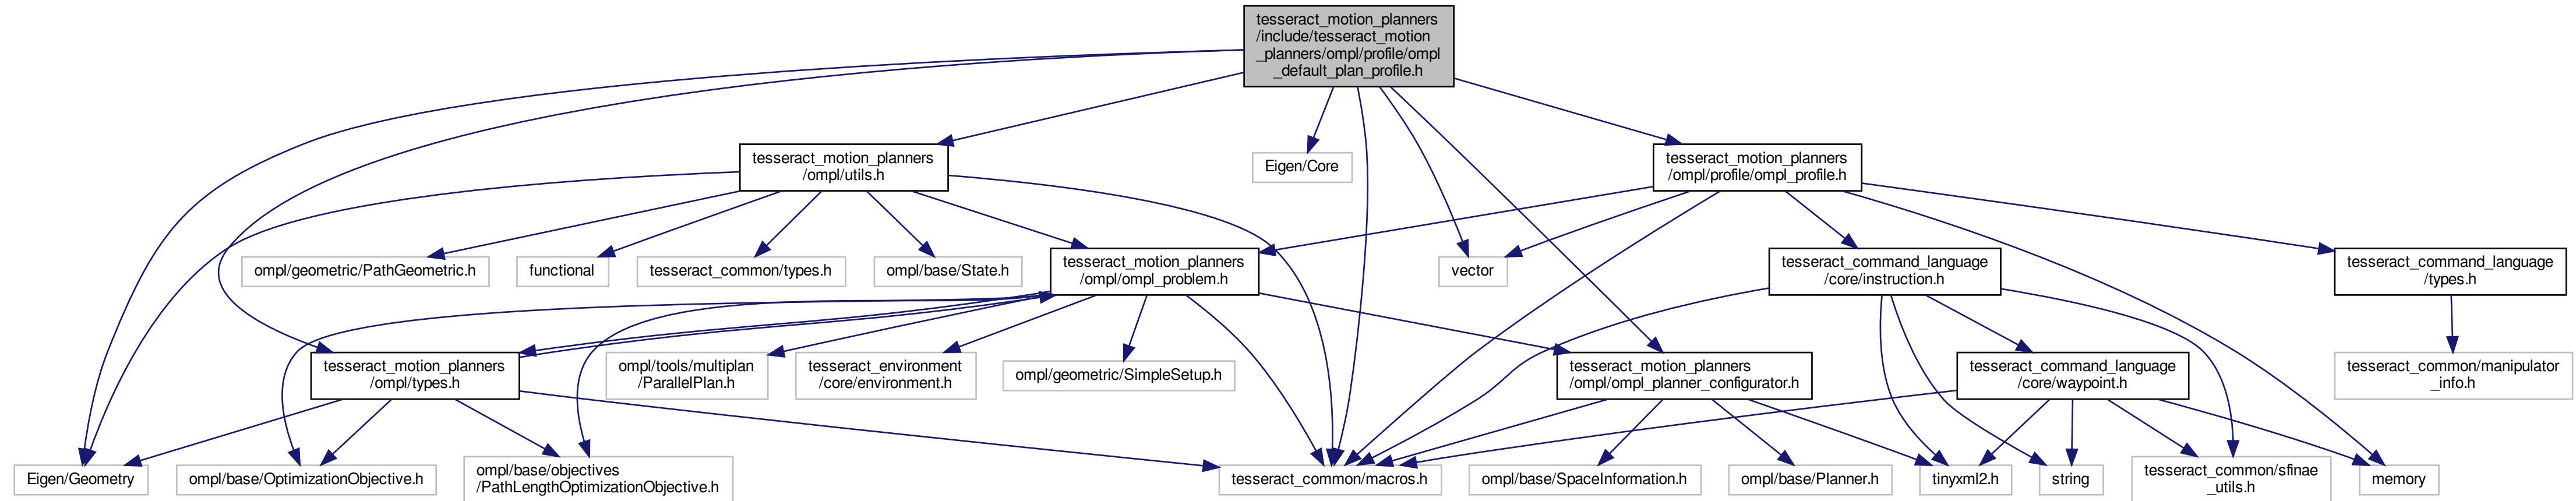 tesseract_motion_planners
/include/tesseract_motion
_planners/ompl/profile/ompl
_default_plan_profile.h
tesseract_motion_planners
/ompl/utils.h
Eigen/Core
tesseract_motion_planners
/ompl/profile/ompl_profile.h
ompl/geometric/PathGeometric.h
functional
tesseract_common/types.h
ompl/base/State.h
tesseract_motion_planners
/ompl/ompl_problem.h
vector
tesseract_command_language
/core/instruction.h
tesseract_command_language
/types.h
tesseract_motion_planners
/ompl/types.h
ompl/tools/multiplan
/ParallelPlan.h
tesseract_environment
/core/environment.h
ompl/geometric/SimpleSetup.h
tesseract_motion_planners
/ompl/ompl_planner_configurator.h
tesseract_command_language
/core/waypoint.h
tesseract_common/manipulator
_info.h
Eigen/Geometry
ompl/base/OptimizationObjective.h
ompl/base/objectives
/PathLengthOptimizationObjective.h
tesseract_common/macros.h
ompl/base/SpaceInformation.h
ompl/base/Planner.h
tinyxml2.h
string
tesseract_common/sfinae
_utils.h
memory